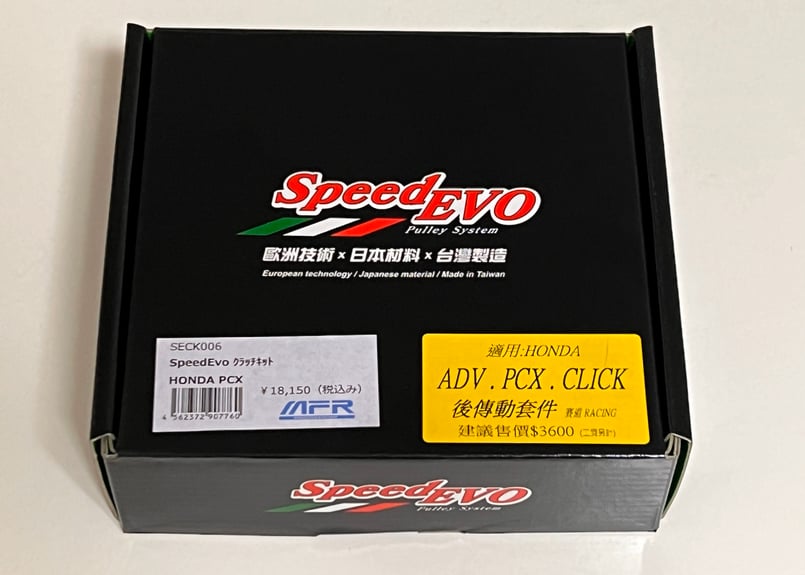 SpeedEVO
Pulley System
歐洲技術 x 日本材料 x 台灣製造
European technology / Japanese material / Made in Taiwan
SECK006
SpeedEvo クラッチキット
HONDA PCX
¥18,150（税込み）
4 562372 907760
MFR
適用:HONDA
ADV . PCX . CLICK
後傳動套件 賽道 RACING
建議售價$3600
SpeedEVO
Pulley System